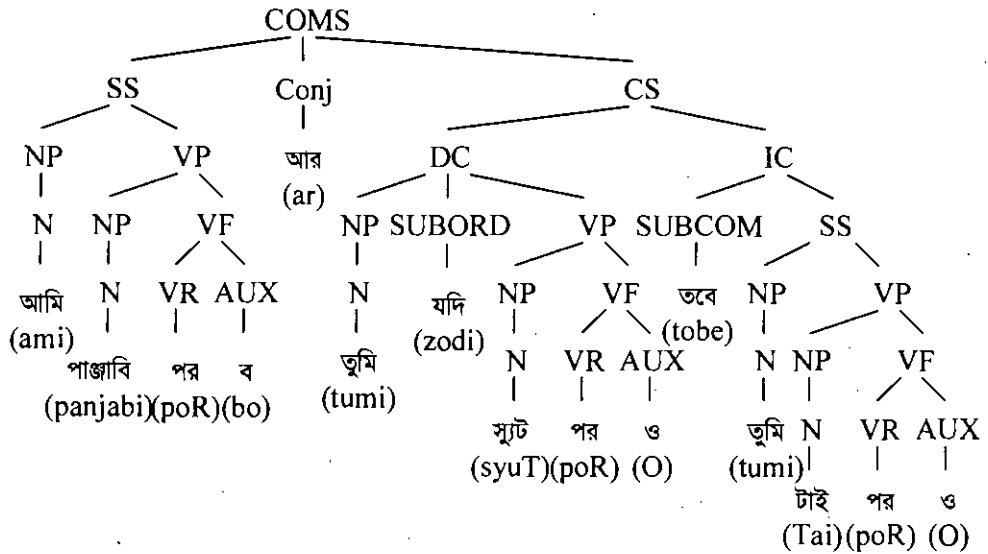 COMS
SS Conj CS
NP VP আর DC IC
(ar)
N NP VF NP SUBORD VP SUBCOM SS
আমি N VR AUX N যদি NP VF তবে NP VP
(ami) (zodi) (tobe)
পাঞ্জাবি পর ব তুমি N VR AUX N NP VF
(panjabi) (poR) (bo) (tumi)
স্যুট পর ও তুমি N VR AUX
(syuT) (poR) (O) (tumi)
টাই পর ও
(Tai) (poR) (O)